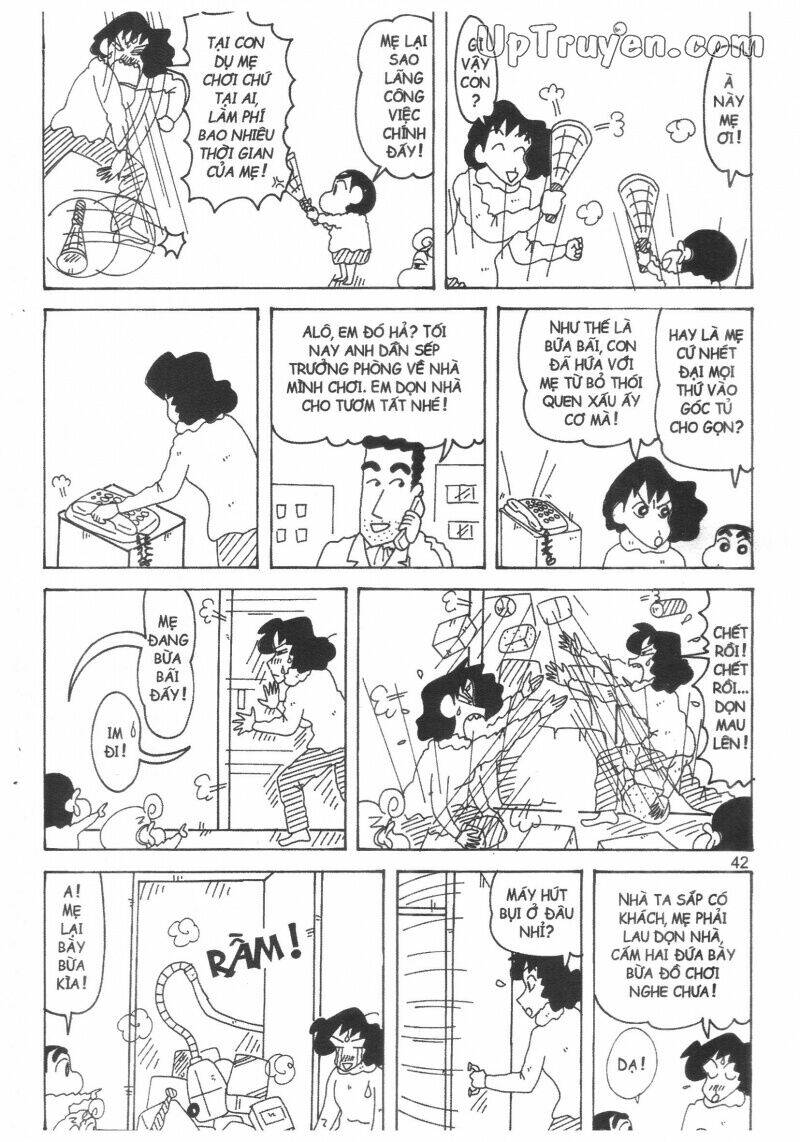 UpTruyen.com
À
NÀY
MẸ
ƠI!
GÌ
VẬY
CON?
MẸ LẠI
SAO
LÃNG
CÔNG
VIỆC
CHÍNH
ĐẤY!
TẠI CON
DỤ MẸ
CHƠI CHỨ
TẠI AI,
LÀM PHÍ
BAO NHIÊU
THỜI GIAN
CỦA MẸ!
HAY LÀ MẸ
CỨ NHÉT
ĐẠI MỌI
THỨ VÀO
GÓC TỦ
CHO GỌN?
NHƯ THẾ LÀ
BỪA BÃI, CON
ĐÃ HỨA VỚI
MẸ TỪ BỎ THÓI
QUEN XẤU ẤY
CƠ MÀ!
ALÔ, EM ĐÓ HẢ? TỐI
NAY ANH DẪN SẾP
TRƯỞNG PHÒNG VỀ NHÀ
MÌNH CHƠI. EM DỌN NHÀ
CHO TƯƠM TẤT NHÉ!
CHẾT
RỒI!
CHẾT
RỒI...
DỌN
MAU
LÊN!
MẸ
ĐANG
BỪA
BÃI
ĐẤY!
IM
ĐI!
42
NHÀ TA SẮP CÓ
KHÁCH, MẸ PHẢI
LAU DỌN NHÀ,
CẤM HAI ĐỨA BÀY
BỪA ĐỒ CHƠI
NGHE CHƯA!
DẠ!
MÁY HÚT
BỤI Ở ĐÂU
NHỈ?
RẦM!
A!
MẸ
LẠI
BÀY
BỪA
KÌA!